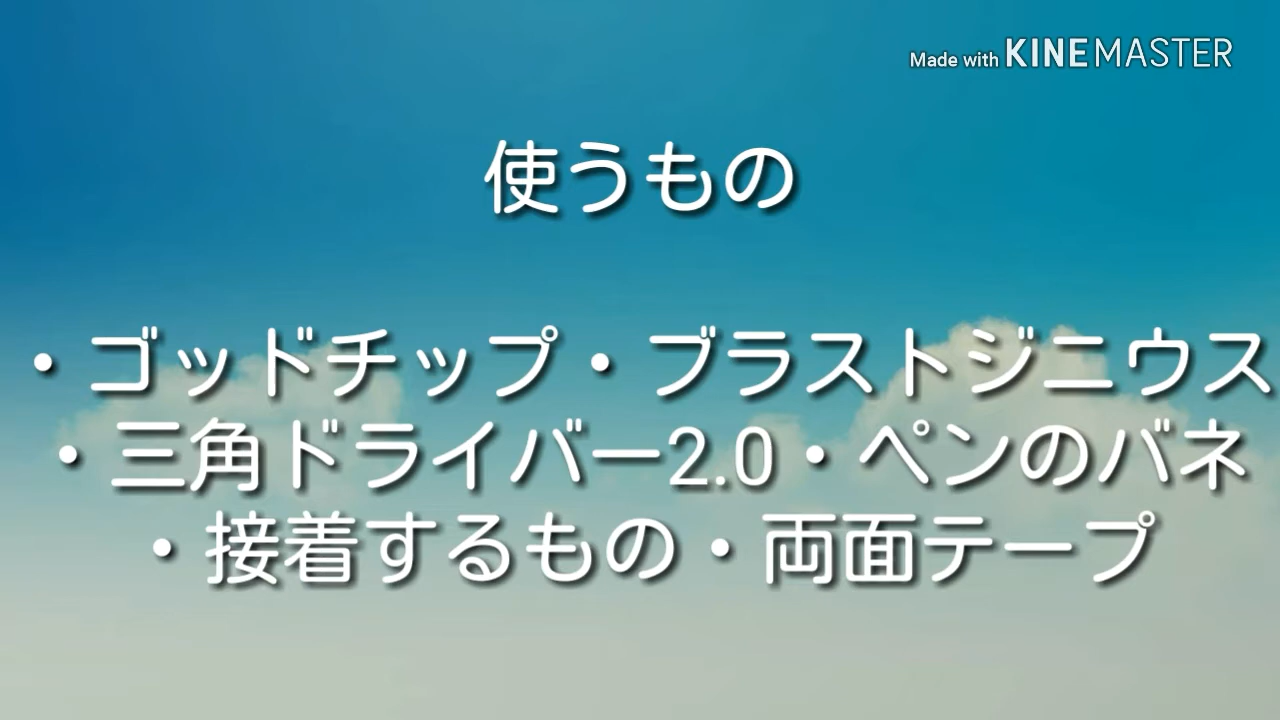 Made with KINEMASTER
使うもの
・ゴッドチップ・ブラストジニウス
・三角ドライバー2.0・ペンのバネ
・接着するもの・両面テープ